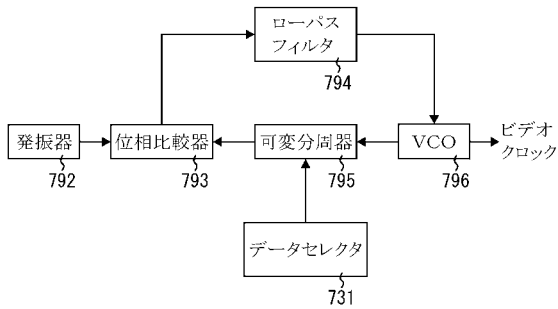 ローパス
フィルタ
794
発振器
792
位相比較器
793
可変分周器
795
VCO
796
ビデオ
クロック
データセレクタ
731